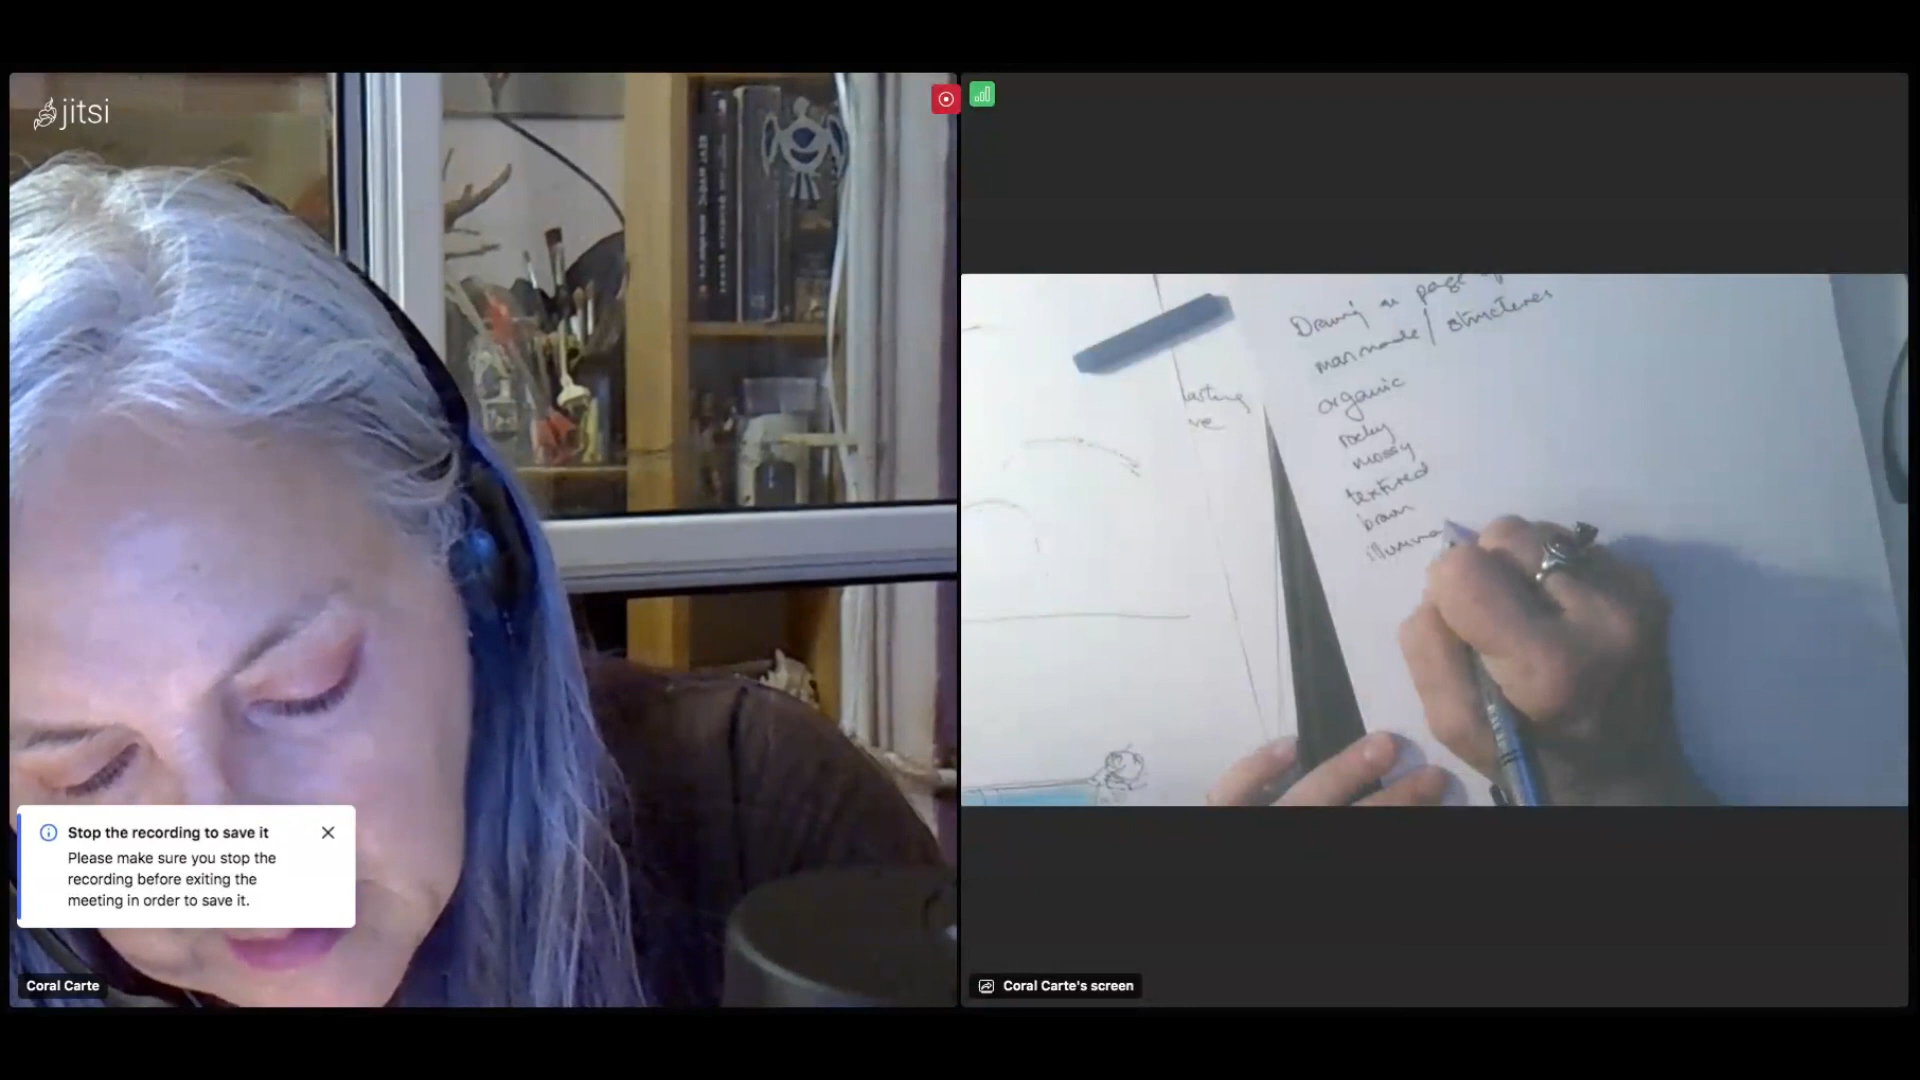 jitsi
Stop the recording to save it
Please make sure you stop the
recording before exiting the
meeting in order to save it.
Coral Carte
Drawing a page
manmade / structures
organic
rocky
mossy
textured
brain
Coral Carte's screen